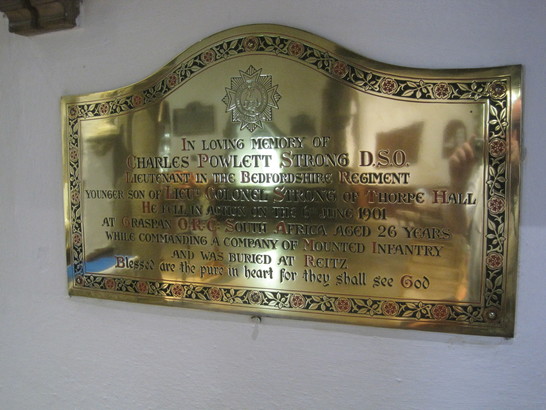 IN LOVING MEMORY OF
CHARLES POWLETT STRONG D.S.O.
LIEUTENANT IN THE BEDFORDSHIRE REGIMENT
YOUNGER SON OF LIEUT COLONEL STRONG OF THORPE HALL
HE FELL IN ACTION ON THE JUNE 1901
AT GRASPAN O.R.C. SOUTH AFRICA AGED 26 YEARS
WHILE COMMANDING A COMPANY OF MOUNTED INFANTRY
AND WAS BURIED AT REITZ
Blessed are the pure in heart for they shall see God